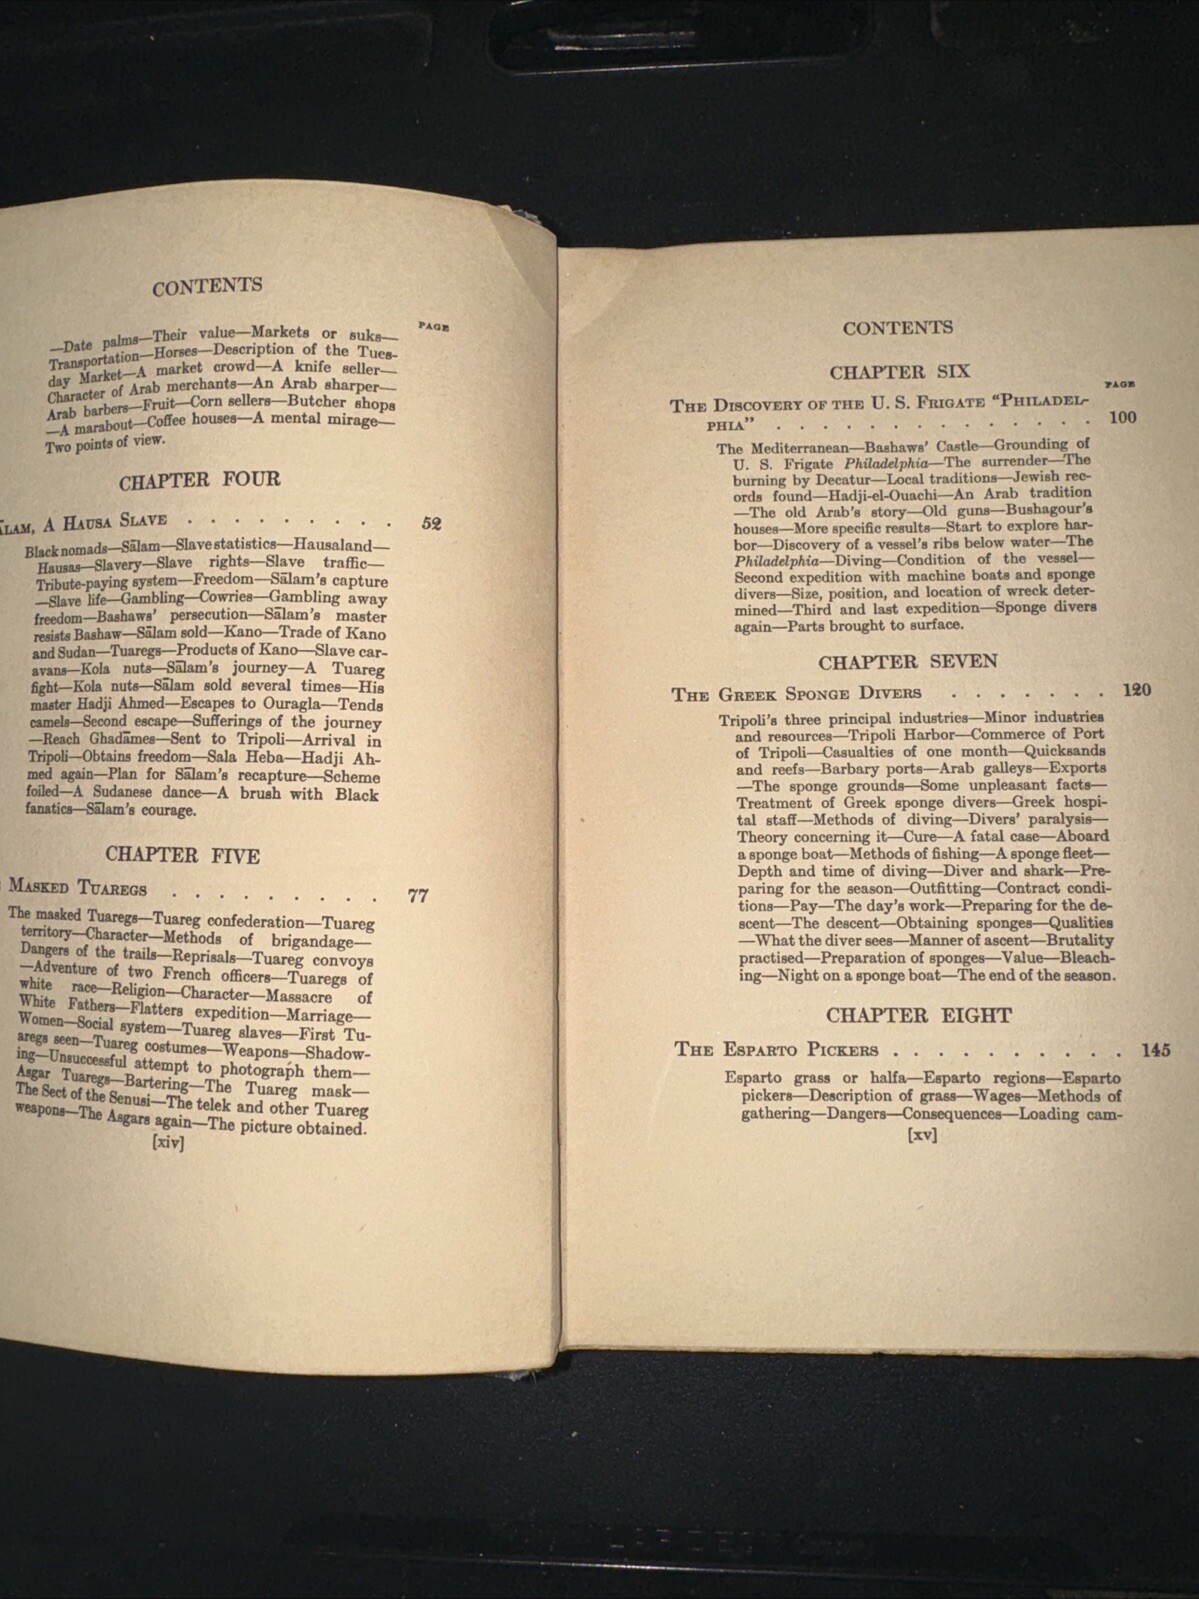 CONTENTS
PAGE
—Date palms—Their value—Markets or suks—
Transportation—Horses—Description of the Tues-
day Market—A market crowd—A knife seller—
Character of Arab merchants—An Arab sharper—
Arab barbers—Fruit—Corn sellers—Butcher shops
—A marabout—Coffee houses—A mental mirage—
Two points of view.
CHAPTER FOUR
LAM, A HAUSA SLAVE . . . . . . . . . 52
Black nomads—Sālam—Slave statistics—Hausaland—
Hausas—Slavery—Slave rights—Slave traffic—
Tribute-paying system—Freedom—Sālam's capture
—Slave life—Gambling—Cowries—Gambling away
freedom—Bashaws' persecution—Sālam's master
resists Bashaw—Sālam sold—Kano—Trade of Kano
and Sudan—Tuaregs—Products of Kano—Slave car-
avans—Kola nuts—Sālam's journey—A Tuareg
fight—Kola nuts—Sālam sold several times—His
master Hadji Ahmed—Escapes to Ouragla—Tends
camels—Second escape—Sufferings of the journey
—Reach Ghadāmes—Sent to Tripoli—Arrival in
Tripoli—Obtains freedom—Sala Heba—Hadji Ah-
med again—Plan for Sālam's recapture—Scheme
foiled—A Sudanese dance—A brush with Black
fanatics—Sālam's courage.
CHAPTER FIVE
MASKED TUAREGS . . . . . . . . . 77
The masked Tuaregs—Tuareg confederation—Tuareg
territory—Character—Methods of brigandage—
Dangers of the trails—Reprisals—Tuareg convoys
—Adventure of two French officers—Tuaregs of
white race—Religion—Character—Massacre of
White Fathers—Flatters expedition—Marriage—
Women—Social system—Tuareg slaves—First Tu-
aregs seen—Tuareg costumes—Weapons—Shadow-
ing—Unsuccessful attempt to photograph them—
Asgar Tuaregs—Bartering—The Tuareg mask—
The Sect of the Senusi—The telek and other Tuareg
weapons—The Asgars again—The picture obtained.
[xiv]
CONTENTS
CHAPTER SIX
PAGE
THE DISCOVERY OF THE U. S. FRIGATE "PHILADEL-
PHIA" . . . . . . . . . . . . . . 100
The Mediterranean—Bashaws' Castle—Grounding of
U. S. Frigate Philadelphia—The surrender—The
burning by Decatur—Local traditions—Jewish rec-
ords found—Hadji-el-Ouachi—An Arab tradition
—The old Arab's story—Old guns—Bushagour's
houses—More specific results—Start to explore har-
bor—Discovery of a vessel's ribs below water—The
Philadelphia—Diving—Condition of the vessel—
Second expedition with machine boats and sponge
divers—Size, position, and location of wreck deter-
mined—Third and last expedition—Sponge divers
again—Parts brought to surface.
CHAPTER SEVEN
THE GREEK SPONGE DIVERS . . . . . . . 120
Tripoli's three principal industries—Minor industries
and resources—Tripoli Harbor—Commerce of Port
of Tripoli—Casualties of one month—Quicksands
and reefs—Barbary ports—Arab galleys—Exports
—The sponge grounds—Some unpleasant facts—
Treatment of Greek sponge divers—Greek hospi-
tal staff—Methods of diving—Divers' paralysis—
Theory concerning it—Cure—A fatal case—Aboard
a sponge boat—Methods of fishing—A sponge fleet—
Depth and time of diving—Diver and shark—Pre-
paring for the season—Outfitting—Contract condi-
tions—Pay—The day's work—Preparing for the de-
scent—The descent—Obtaining sponges—Qualities
—What the diver sees—Manner of ascent—Brutality
practised—Preparation of sponges—Value—Bleach-
ing—Night on a sponge boat—The end of the season.
CHAPTER EIGHT
THE ESPARTO PICKERS . . . . . . . . . . 145
Esparto grass or halfa—Esparto regions—Esparto
pickers—Description of grass—Wages—Methods of
gathering—Dangers—Consequences—Loading cam-
[xv]